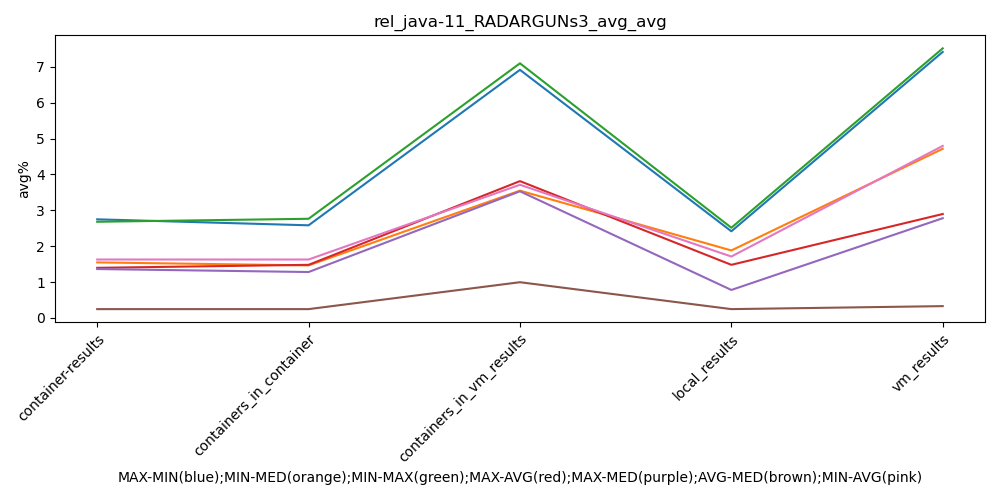 rel_java-11_RADARGUNs3_avg_avg
avg%
7
6
5
4
3
2
1
0
container-results
containers_in_container
containers_in_vm_results
local_results
vm_results
MAX-MIN(blue);MIN-MED(orange);MIN-MAX(green);MAX-AVG(red);MAX-MED(purple);AVG-MED(brown);MIN-AVG(pink)